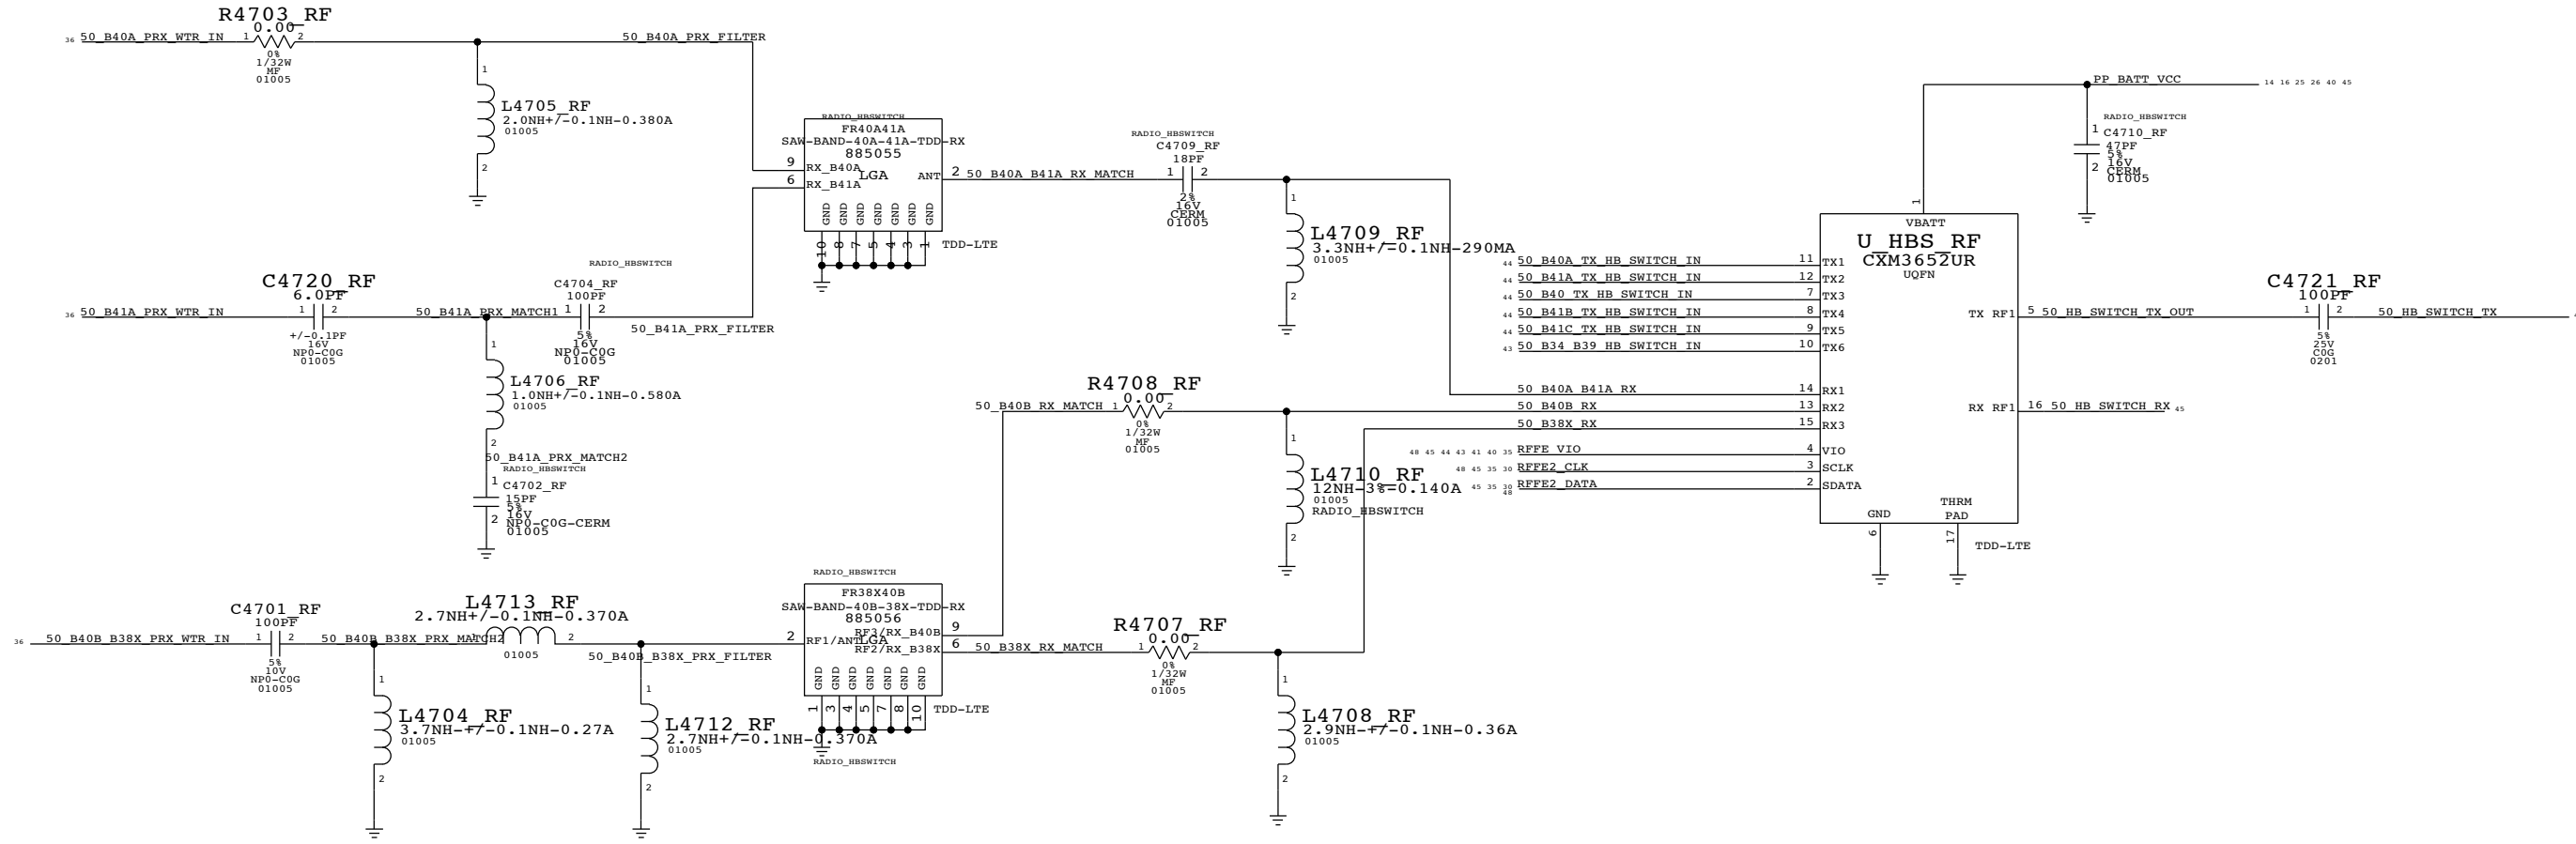 R4703_RF
0.00
36 50_B40A_PRX_WTR_IN 1 2
0%
1/32W
MF
01005
50_B40A_PRX_FILTER
1
L4705_RF
2.0NH+/-0.1NH-0.380A
01005
2
RADIO_HBSWITCH
FR40A41A
SAW-BAND-40A-41A-TDD-RX
885055
9 RX_B40A
6 RX_B41A
LGA
ANT 2 50_B40A_B41A_RX_MATCH
GND GND GND GND GND GND GND
10 8 7 5 4 3 1
TDD-LTE
RADIO_HBSWITCH
C4709_RF
18PF
1 2
2%
16V
CERM
01005
1
L4709_RF
3.3NH+/-0.1NH-290MA
01005
2
C4720_RF
6.0PF
36 50_B41A_PRX_WTR_IN 1 2
+/-0.1PF
16V
NP0-C0G
01005
50_B41A_PRX_MATCH1
RADIO_HBSWITCH
C4704_RF
100PF
1 2
5%
16V
NP0-C0G
01005
50_B41A_PRX_FILTER
1
L4706_RF
1.0NH+/-0.1NH-0.580A
01005
2
50_B41A_PRX_MATCH2
RADIO_HBSWITCH
1 C4702_RF
15PF
5%
16V
2 NP0-C0G-CERM
01005
C4701_RF
100PF
36 50_B40B_B38X_PRX_WTR_IN 1 2
5%
10V
NP0-C0G
01005
50_B40B_B38X_PRX_MATCH2
L4713_RF
2.7NH+/-0.1NH-0.370A
1 2
01005
50_B40B_B38X_PRX_FILTER
1
L4704_RF
3.7NH-+/-0.1NH-0.27A
01005
2
1
L4712_RF
2.7NH+/-0.1NH-0.370A
01005
2
RADIO_HBSWITCH
FR38X40B
SAW-BAND-40B-38X-TDD-RX
885056
2 RF1/ANT
LGA
RF3/RX_B40B 9
RF2/RX_B38X 6
GND GND GND GND GND GND GND
1 3 4 5 7 8 10
TDD-LTE
RADIO_HBSWITCH
R4708_RF
0.00
50_B40B_RX_MATCH 1 2
0%
1/32W
MF
01005
1
L4710_RF
12NH-3%-0.140A
01005
RADIO_HBSWITCH
2
R4707_RF
0.00
50_B38X_RX_MATCH 1 2
0%
1/32W
MF
01005
1
L4708_RF
2.9NH-+/-0.1NH-0.36A
01005
2
PP_BATT_VCC 14 16 25 26 40 45
RADIO_HBSWITCH
1 C4710_RF
47PF
5%
16V
2 CERM
01005
1
VBATT
U_HBS_RF
CXM3652UR
UQFN
44 50_B40A_TX_HB_SWITCH_IN 11 TX1
44 50_B41A_TX_HB_SWITCH_IN 12 TX2
44 50_B40_TX_HB_SWITCH_IN 7 TX3
44 50_B41B_TX_HB_SWITCH_IN 8 TX4
44 50_B41C_TX_HB_SWITCH_IN 9 TX5
43 50_B34_B39_HB_SWITCH_IN 10 TX6
50_B40A_B41A_RX 14 RX1
50_B40B_RX 13 RX2
50_B38X_RX 15 RX3
48 45 44 43 41 40 35 RFFE_VIO 4 VIO
48 45 35 30 RFFE2_CLK 3 SCLK
45 35 30 RFFE2_DATA 2 SDATA
48
TX RF1 5 50_HB_SWITCH_TX_OUT
RX RF1 16 50_HB_SWITCH_RX 45
GND
THRM
PAD
6 17
TDD-LTE
C4721_RF
100PF
1 2
5%
25V
C0G
0201
50_HB_SWITCH_TX